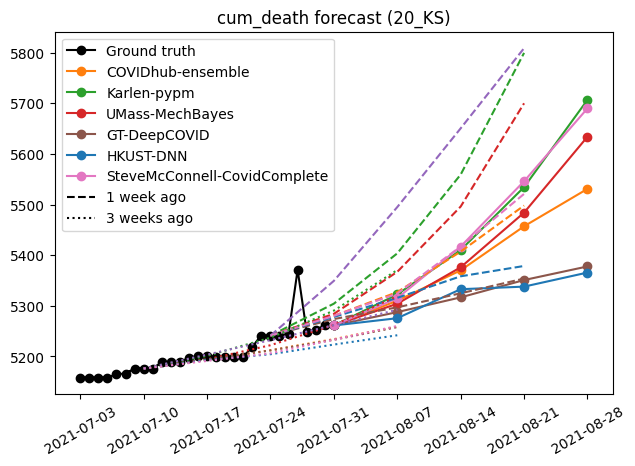 cum_death forecast (20_KS)
5800
5700
5600
5500
5400
5300
5200
Ground truth
COVIDhub-ensemble
Karlen-pypm
UMass-MechBayes
GT-DeepCOVID
HKUST-DNN
SteveMcConnell-CovidComplete
1 week ago
3 weeks ago
2021-07-03
2021-07-10
2021-07-17
2021-07-24
2021-07-31
2021-08-07
2021-08-14
2021-08-21
2021-08-28